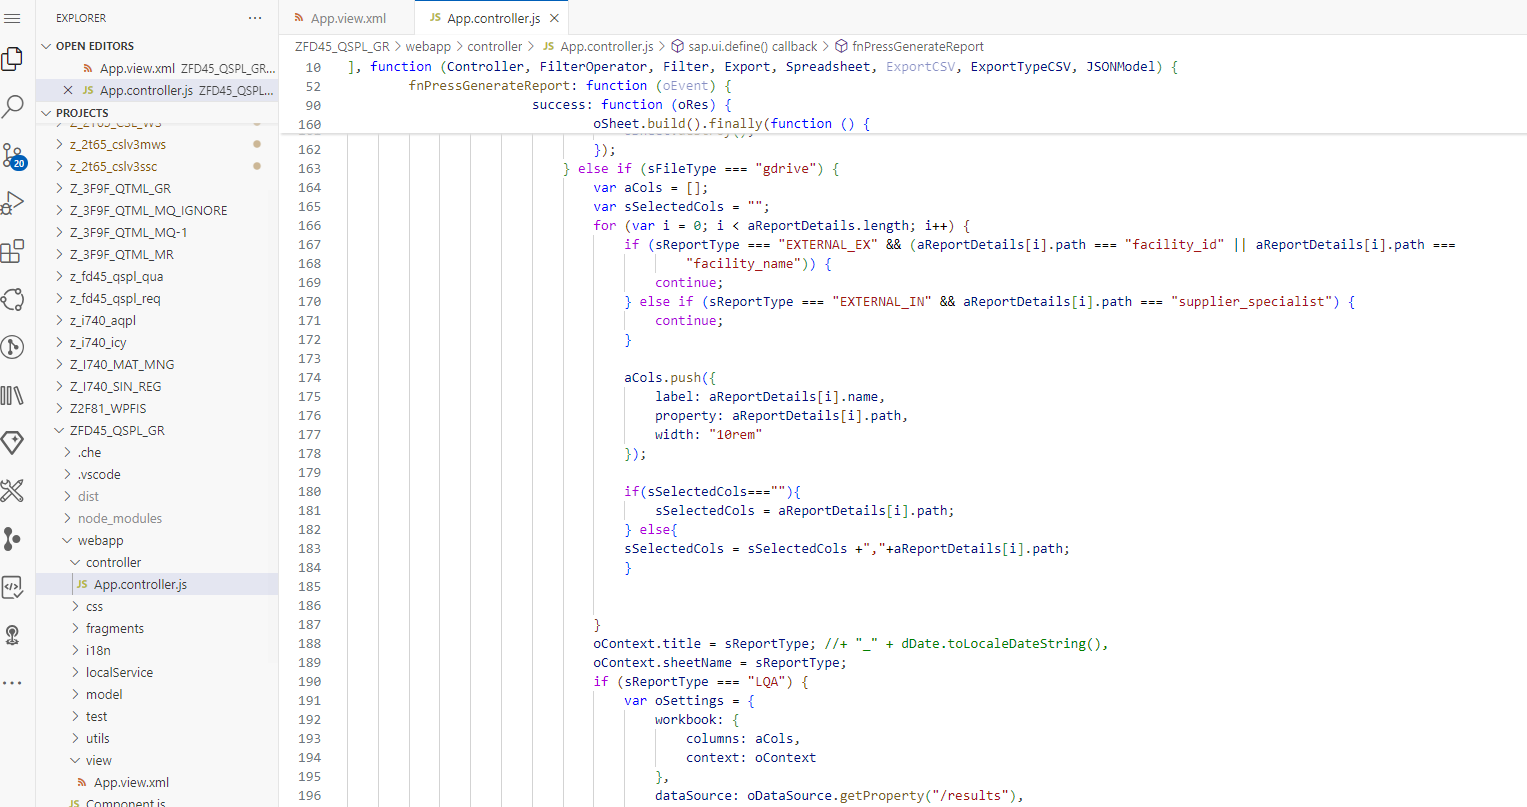 EXPLORER
OPEN EDITORS
App.view.xml ZFD45_QSPL_GR...
JS App.controller.js ZFD45_QSPL...
PROJECTS
Z_2T65_CSL_WS
z_2t65_cslv3mws
z_2t65_cslv3ssc
Z_3F9F_QTML_GR
Z_3F9F_QTML_MQ_IGNORE
Z_3F9F_QTML_MQ-1
Z_3F9F_QTML_MR
z_fd45_qspl_qua
z_fd45_qspl_req
z_i740_aqpl
z_i740_icy
Z_I740_MAT_MNG
Z_I740_SIN_REG
Z2F81_WPFIS
ZFD45_QSPL_GR
.che
.vscode
dist
node_modules
webapp
controller
JS App.controller.js
css
fragments
i18n
localService
model
test
utils
view
App.view.xml
JS Component.js
20
App.view.xml
JS App.controller.js
ZFD45_QSPL_GR > webapp > controller > JS App.controller.js > sap.ui.define() callback > fnPressGenerateReport
10 ], function (Controller, FilterOperator, Filter, Export, Spreadsheet, ExportCSV, ExportTypeCSV, JSONModel) {
52 fnPressGenerateReport: function (oEvent) {
90 success: function (oRes) {
160 oSheet.build().finally(function () {
162 });
163 } else if (sFileType === "gdrive") {
164 var aCols = [];
165 var sSelectedCols = "";
166 for (var i = 0; i < aReportDetails.length; i++) {
167 if (sReportType === "EXTERNAL_EX" && (aReportDetails[i].path === "facility_id" || aReportDetails[i].path ===
168 "facility_name")) {
169 continue;
170 } else if (sReportType === "EXTERNAL_IN" && aReportDetails[i].path === "supplier_specialist") {
171 continue;
172 }
173
174 aCols.push({
175 label: aReportDetails[i].name,
176 property: aReportDetails[i].path,
177 width: "10rem"
178 });
179
180 if(sSelectedCols===""){
181 sSelectedCols = aReportDetails[i].path;
182 } else{
183 sSelectedCols = sSelectedCols +","+aReportDetails[i].path;
184 }
185
186
187 }
188 oContext.title = sReportType; //+ "_" + dDate.toLocaleDateString(),
189 oContext.sheetName = sReportType;
190 if (sReportType === "LQA") {
191 var oSettings = {
192 workbook: {
193 columns: aCols,
194 context: oContext
195 },
196 dataSource: oDataSource.getProperty("/results"),